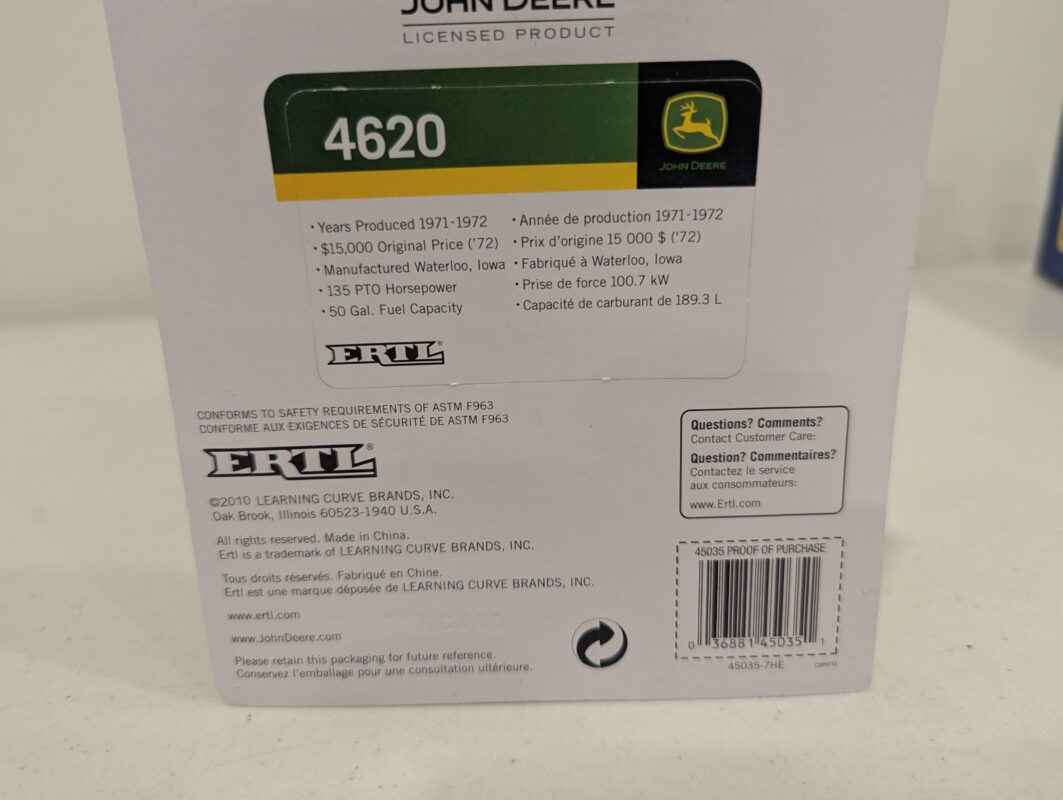 JOHN DEERE
LICENSED PRODUCT
4620
JOHN DEERE
• Years Produced 1971-1972
• $15,000 Original Price ('72)
• Manufactured Waterloo, Iowa
• 135 PTO Horsepower
• 50 Gal. Fuel Capacity
• Année de production 1971-1972
• Prix d'origine 15 000 $ ('72)
• Fabriqué à Waterloo, Iowa
• Prise de force 100.7 kW
• Capacité de carburant de 189.3 L
ERTL®
CONFORMS TO SAFETY REQUIREMENTS OF ASTM F963
CONFORME AUX EXIGENCES DE SÉCURITÉ DE ASTM F963
ERTL®
©2010 LEARNING CURVE BRANDS, INC.
Oak Brook, Illinois 60523-1940 U.S.A.
All rights reserved. Made in China.
Ertl is a trademark of LEARNING CURVE BRANDS, INC.
Tous droits réservés. Fabriqué en Chine.
Ertl est une marque déposée de LEARNING CURVE BRANDS, INC.
www.ertl.com
www.JohnDeere.com
Please retain this packaging for future reference.
Conservez l'emballage pour une consultation ultérieure.
Questions? Comments?
Contact Customer Care:
Question? Commentaires?
Contactez le service
aux consommateurs:
www.Ertl.com
45035 PROOF OF PURCHASE
0 36881 45035 1
45035-7HE